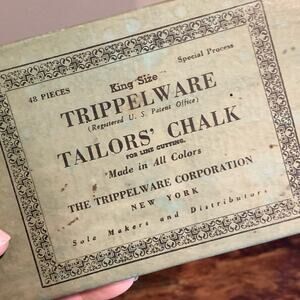 48 PIECES
King Size
Special Process
TRIPPELWARE
(Registered U. S. Patent Office)
TAILORS' CHALK
FOR LINE CUTTING.
Made in All Colors
THE TRIPPELWARE CORPORATION
NEW YORK
Sole Makers and Distributors